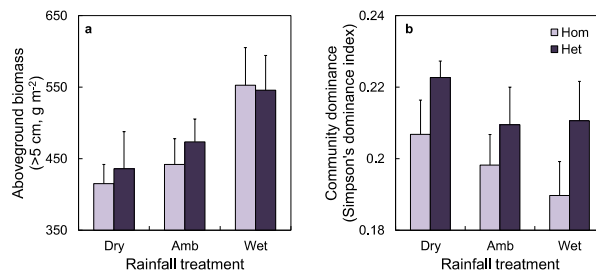 a
650
550
450
350
Aboveground biomass
(>5 cm, g m⁻²)
Dry Amb Wet
Rainfall treatment
b
Hom
Het
0.24
0.22
0.2
0.18
Community dominance
(Simpson's dominance index)
Dry Amb Wet
Rainfall treatment